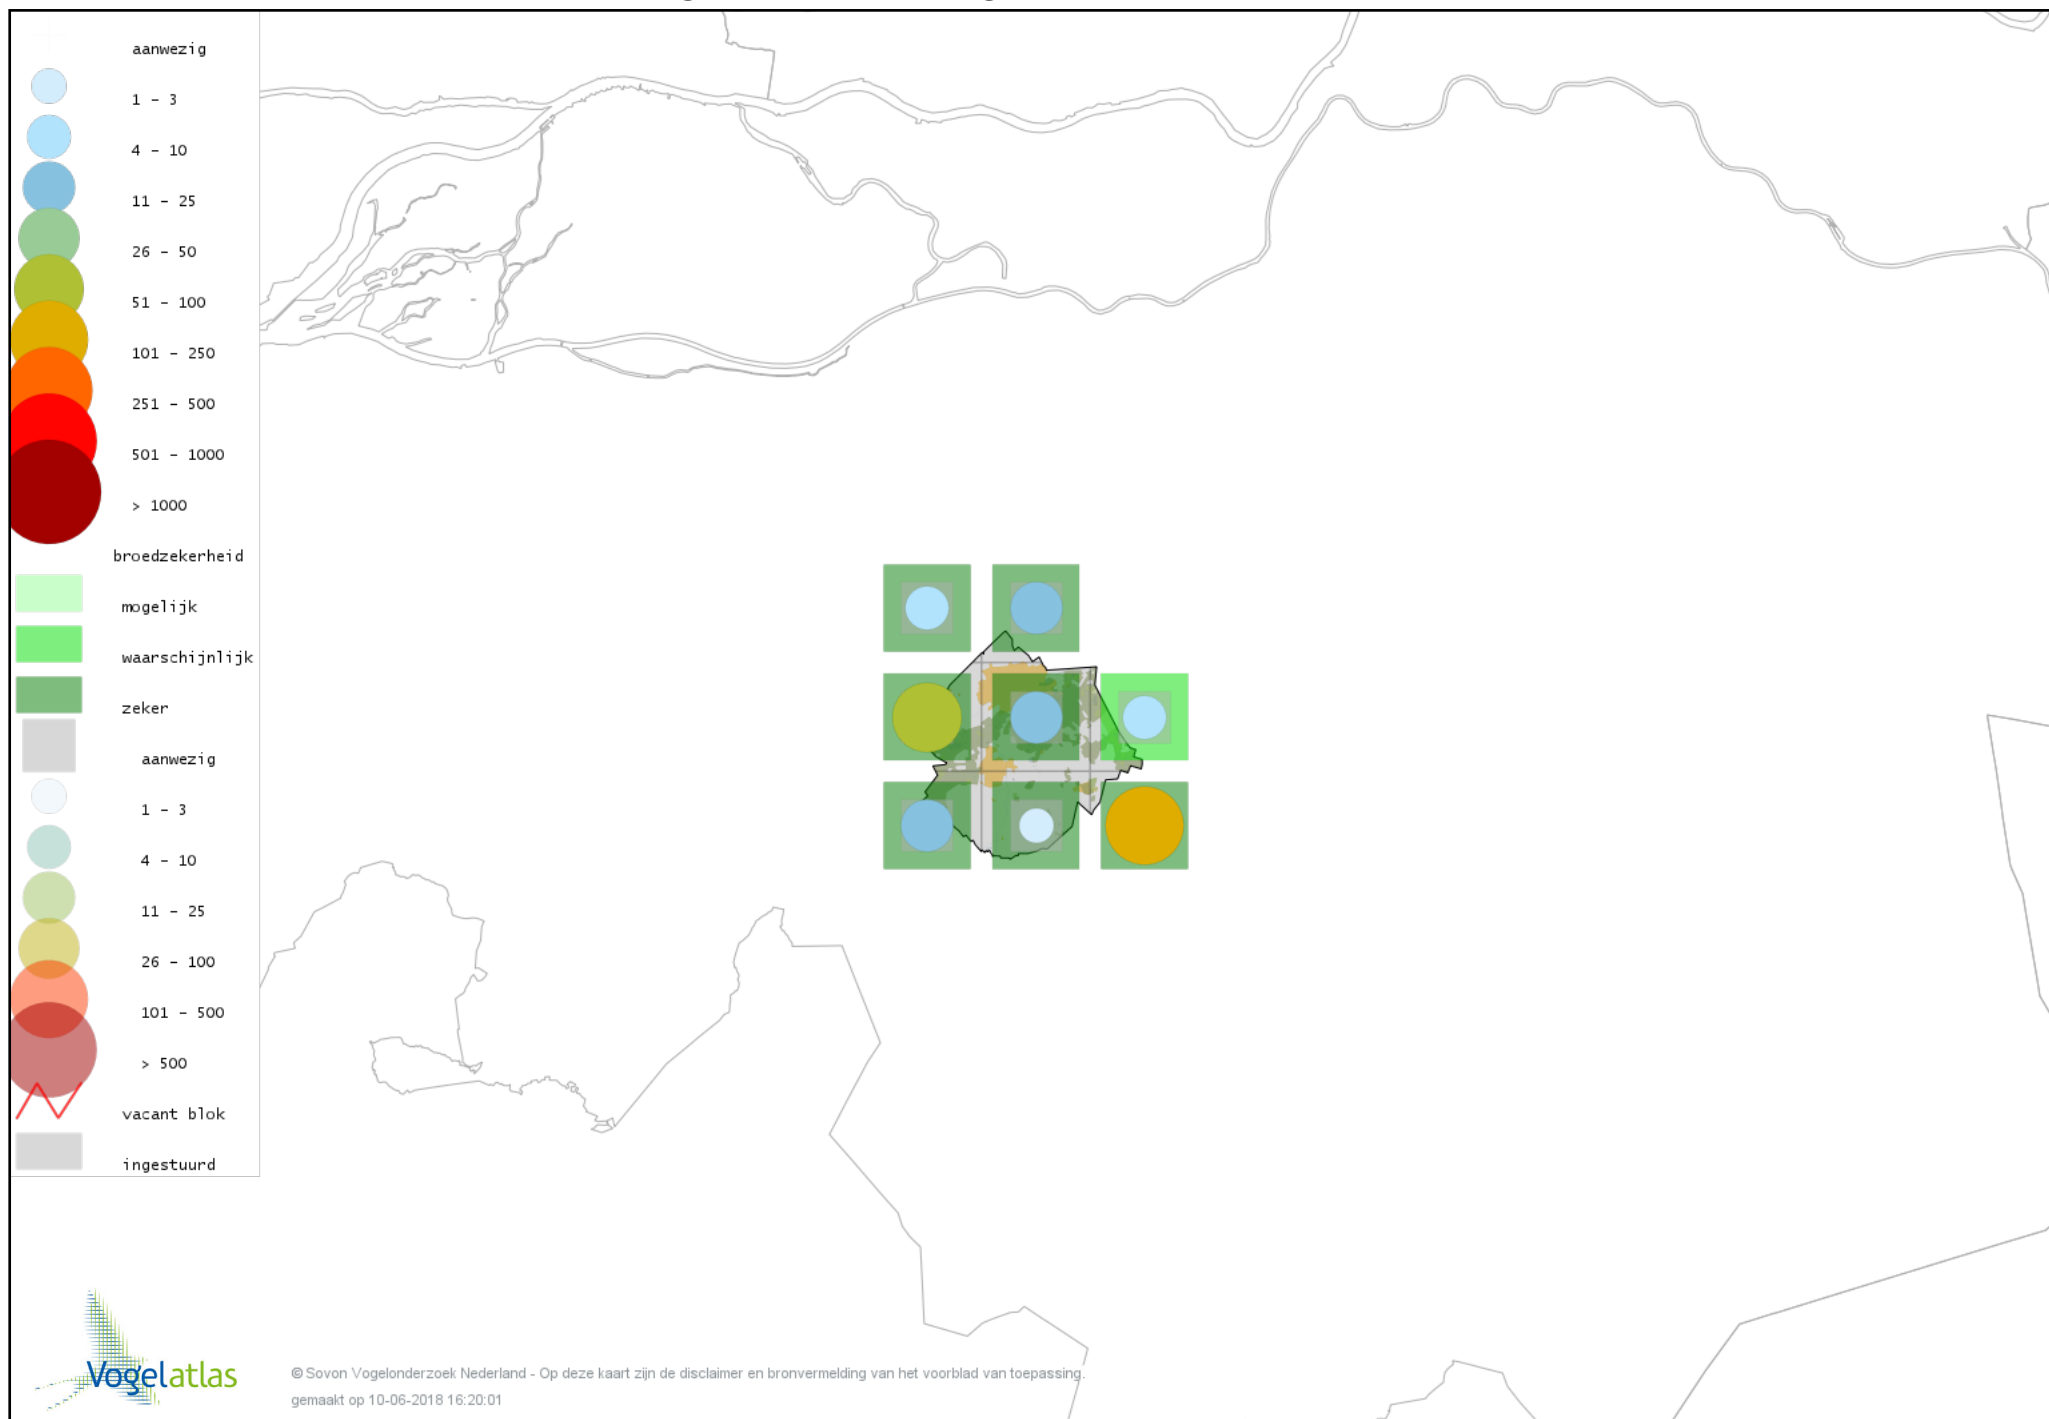 aanwezig
1 - 3
4 - 10
11 - 25
26 - 50
51 - 100
101 - 250
251 - 500
501 - 1000
> 1000
broedzekerheid
mogelijk
waarschijnlijk
zeker
aanwezig
1 - 3
4 - 10
11 - 25
26 - 100
101 - 500
> 500
vacant blok
ingestuurd
Vogelatlas
© Sovon Vogelonderzoek Nederland - Op deze kaart zijn de disclaimer en bronvermelding van het voorblad van toepassing.
gemaakt op 10-06-2018 16:20:01